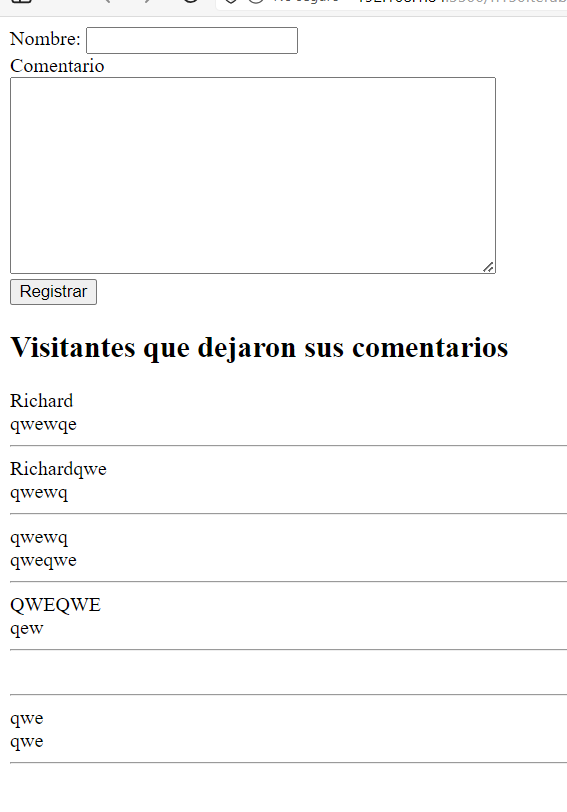 Nombre:
Comentario
Registrar
Visitantes que dejaron sus comentarios
Richard
qwewqe
Richardqwe
qwewq
qwewq
qweqwe
QWEQWE
qew
qwe
qwe